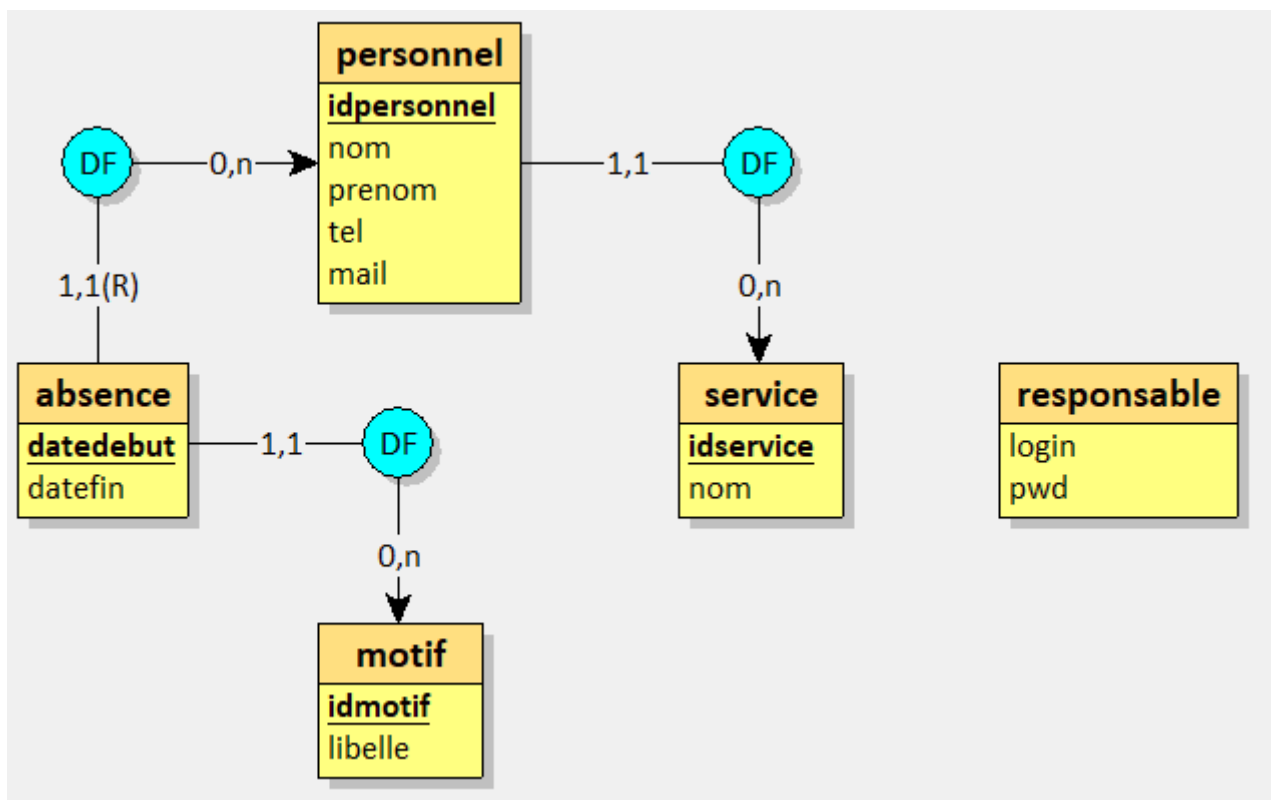 personnel
idpersonnel
nom
prenom
tel
mail
DF
0,n
1,1
DF
1,1(R)
0,n
absence
datedebut
datefin
1,1
DF
0,n
service
idservice
nom
responsable
login
pwd
motif
idmotif
libelle